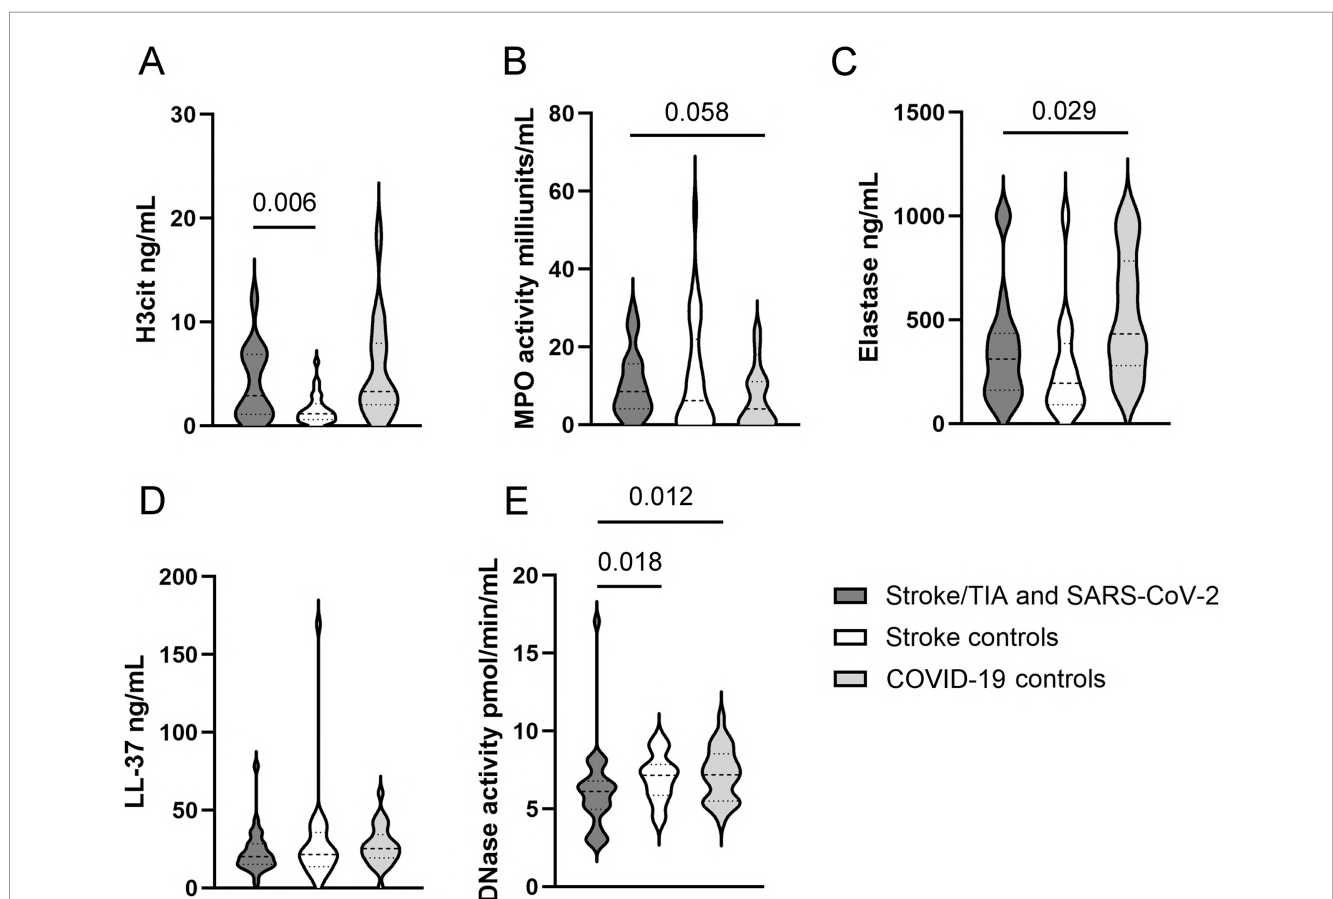 A
B
C
30
20
10
0
H3cit ng/mL
0.006
80
60
40
20
0
MPO activity milliunits/mL
0.058
1500
1000
500
0
Elastase ng/mL
0.029
D
E
200
150
100
50
0
LL-37 ng/mL
0.012
0.018
20
15
10
5
0
DNase activity pmol/min/mL
Stroke/TIA and SARS-CoV-2
Stroke controls
COVID-19 controls